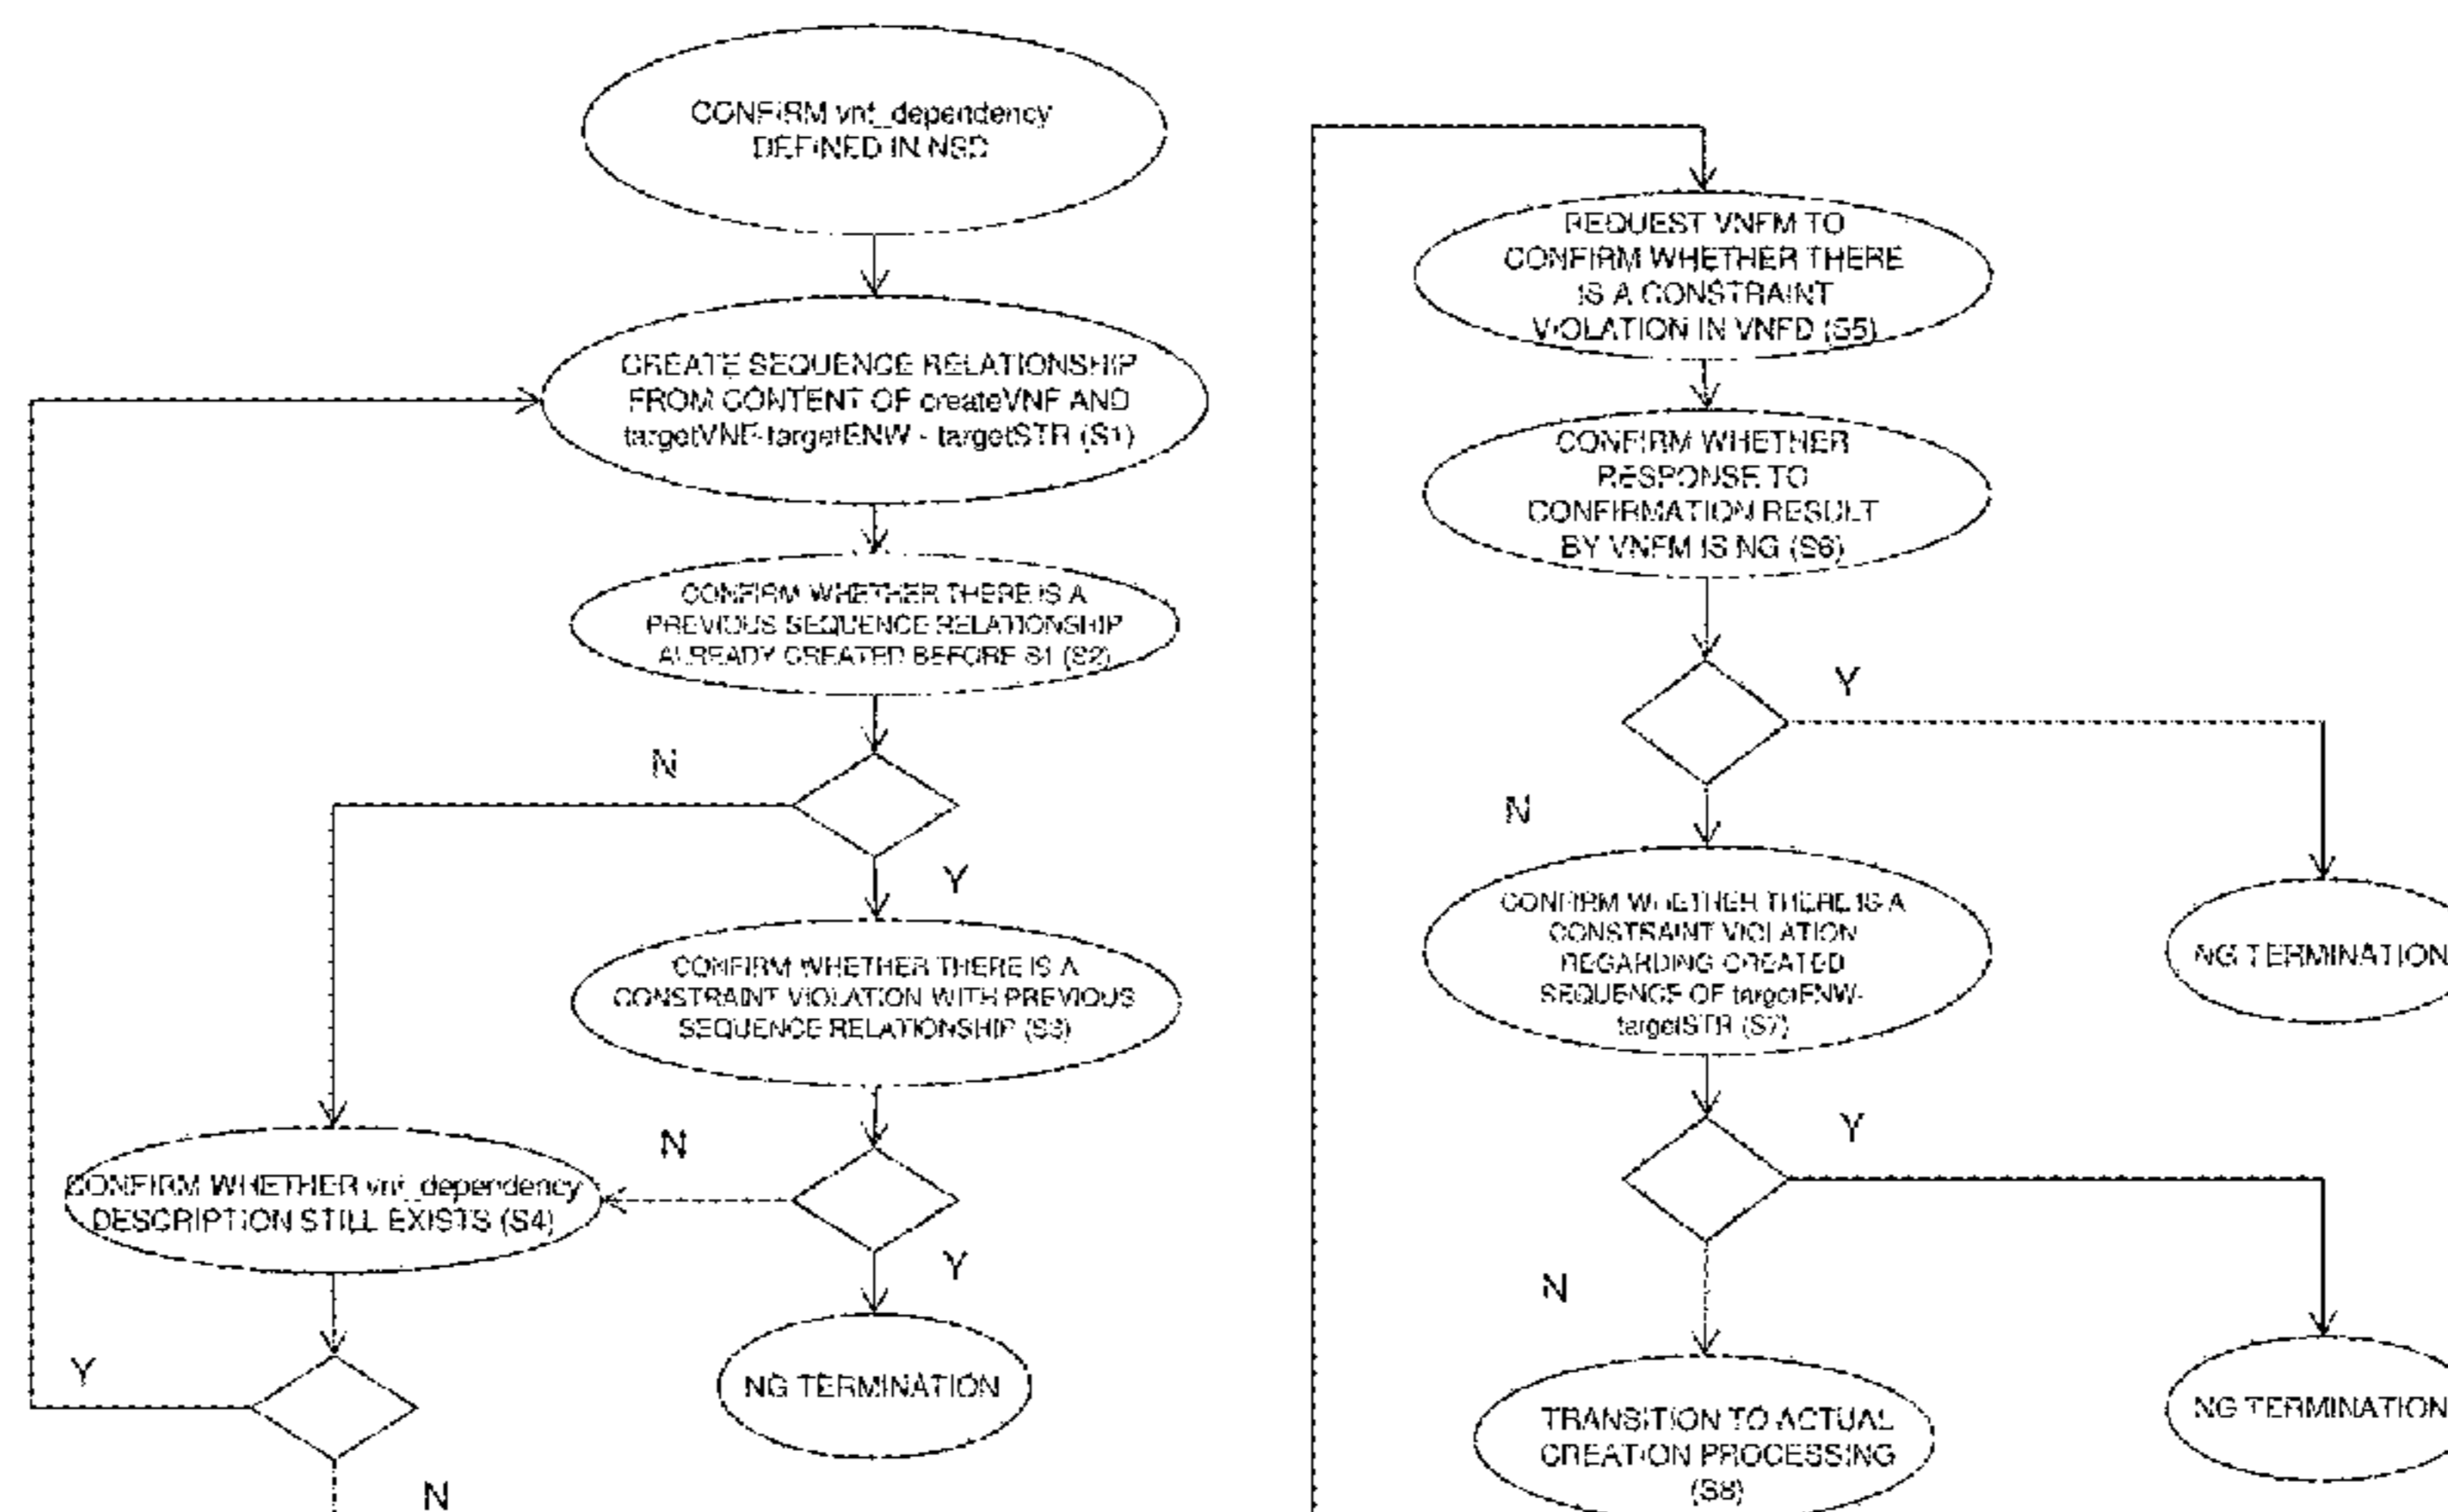 CONFIRM vnf_dependency
DEFINED IN NSD
CREATE SEQUENCE RELATIONSHIP
FROM CONTENT OF createVNF AND
targetVNF-targetENW - targetSTR (S1)
CONFIRM WHETHER THERE IS A
PREVIOUS SEQUENCE RELATIONSHIP
ALREADY CREATED BEFORE S1 (S2)
N
Y
CONFIRM WHETHER THERE IS A
CONSTRAINT VIOLATION WITH PREVIOUS
SEQUENCE RELATIONSHIP (S3)
N
Y
CONFIRM WHETHER vnf_dependency
DESCRIPTION STILL EXISTS (S4)
NG TERMINATION
Y
N
REQUEST VNFM TO
CONFIRM WHETHER THERE
IS A CONSTRAINT
VIOLATION IN VNFD (S5)
CONFIRM WHETHER
RESPONSE TO
CONFIRMATION RESULT
BY VNFM IS NG (S6)
Y
N
NG TERMINATION
CONFIRM WHETHER THERE IS A
CONSTRAINT VIOLATION
REGARDING CREATED
SEQUENCE OF targetENW-
targetSTR (S7)
Y
N
NG TERMINATION
TRANSITION TO ACTUAL
CREATION PROCESSING
(S8)